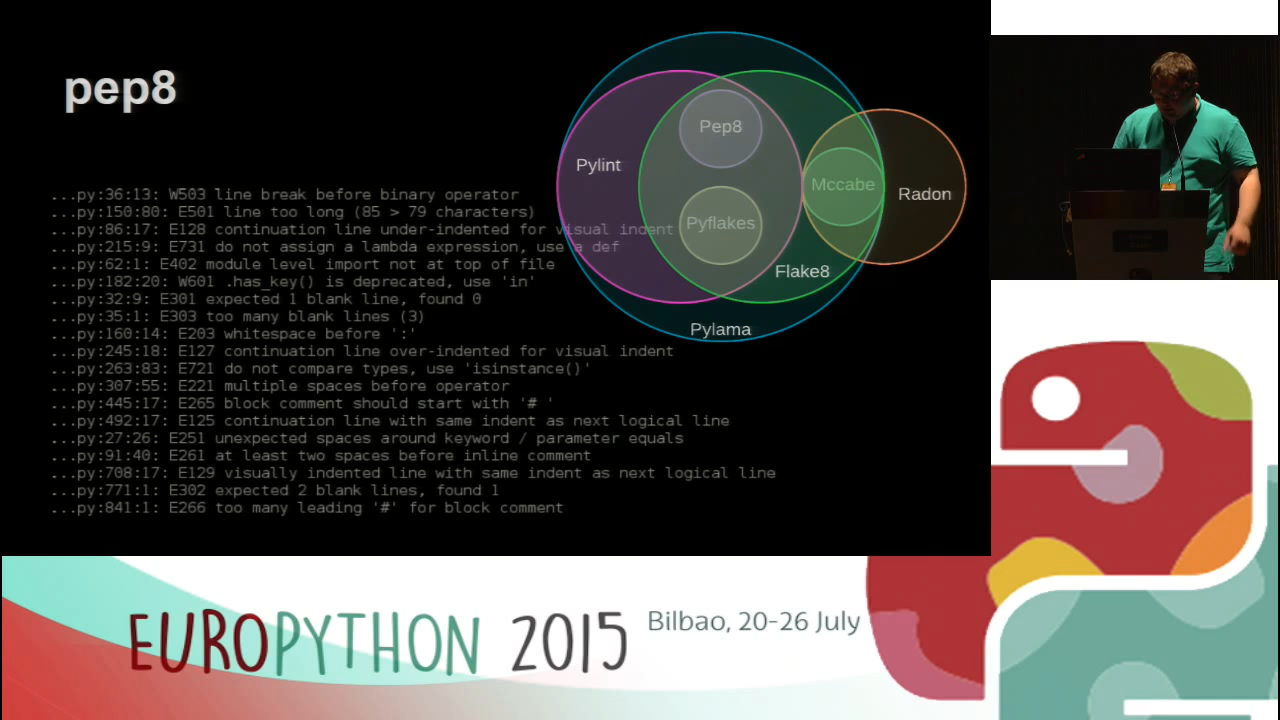 pep8
...py:36:13: W503 line break before binary operator
...py:150:80: E501 line too long (85 > 79 characters)
...py:86:17: E128 continuation line under-indented for visual indent
...py:215:9: E731 do not assign a lambda expression, use a def
...py:62:1: E402 module level import not at top of file
...py:182:20: W601 .has_key() is deprecated, use 'in'
...py:32:9: E301 expected 1 blank line, found 0
...py:35:1: E303 too many blank lines (3)
...py:160:14: E203 whitespace before ':'
...py:245:18: E127 continuation line over-indented for visual indent
...py:263:83: E721 do not compare types, use 'isinstance()'
...py:307:55: E221 multiple spaces before operator
...py:445:17: E265 block comment should start with '# '
...py:492:17: E125 continuation line with same indent as next logical line
...py:27:26: E251 unexpected spaces around keyword / parameter equals
...py:91:40: E261 at least two spaces before inline comment
...py:708:17: E129 visually indented line with same indent as next logical line
...py:771:1: E302 expected 2 blank lines, found 1
...py:841:1: E266 too many leading '#' for block comment
Pep8
Pylint
Mccabe
Radon
Pyflakes
Flake8
Pylama
EUROPYTHON 2015
Bilbao, 20-26 July